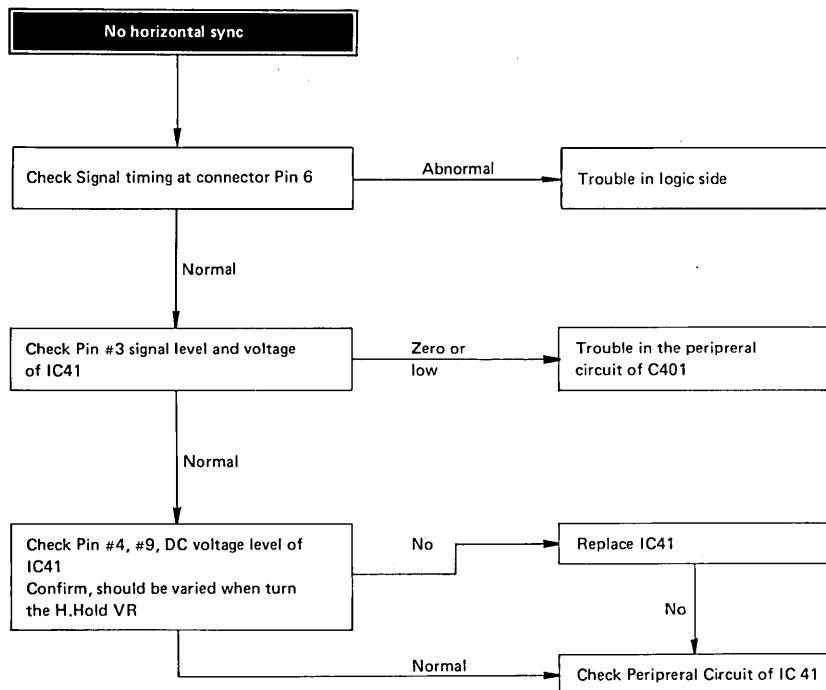 No horizontal sync
Check Signal timing at connector Pin 6
Abnormal
Trouble in logic side
Normal
Check Pin #3 signal level and voltage
of IC41
Zero or
low
Trouble in the peripreral
circuit of C401
Normal
Check Pin #4, #9, DC voltage level of
IC41
Confirm, should be varied when turn
the H.Hold VR
No
Replace IC41
No
Normal
Check Peripreral Circuit of IC 41